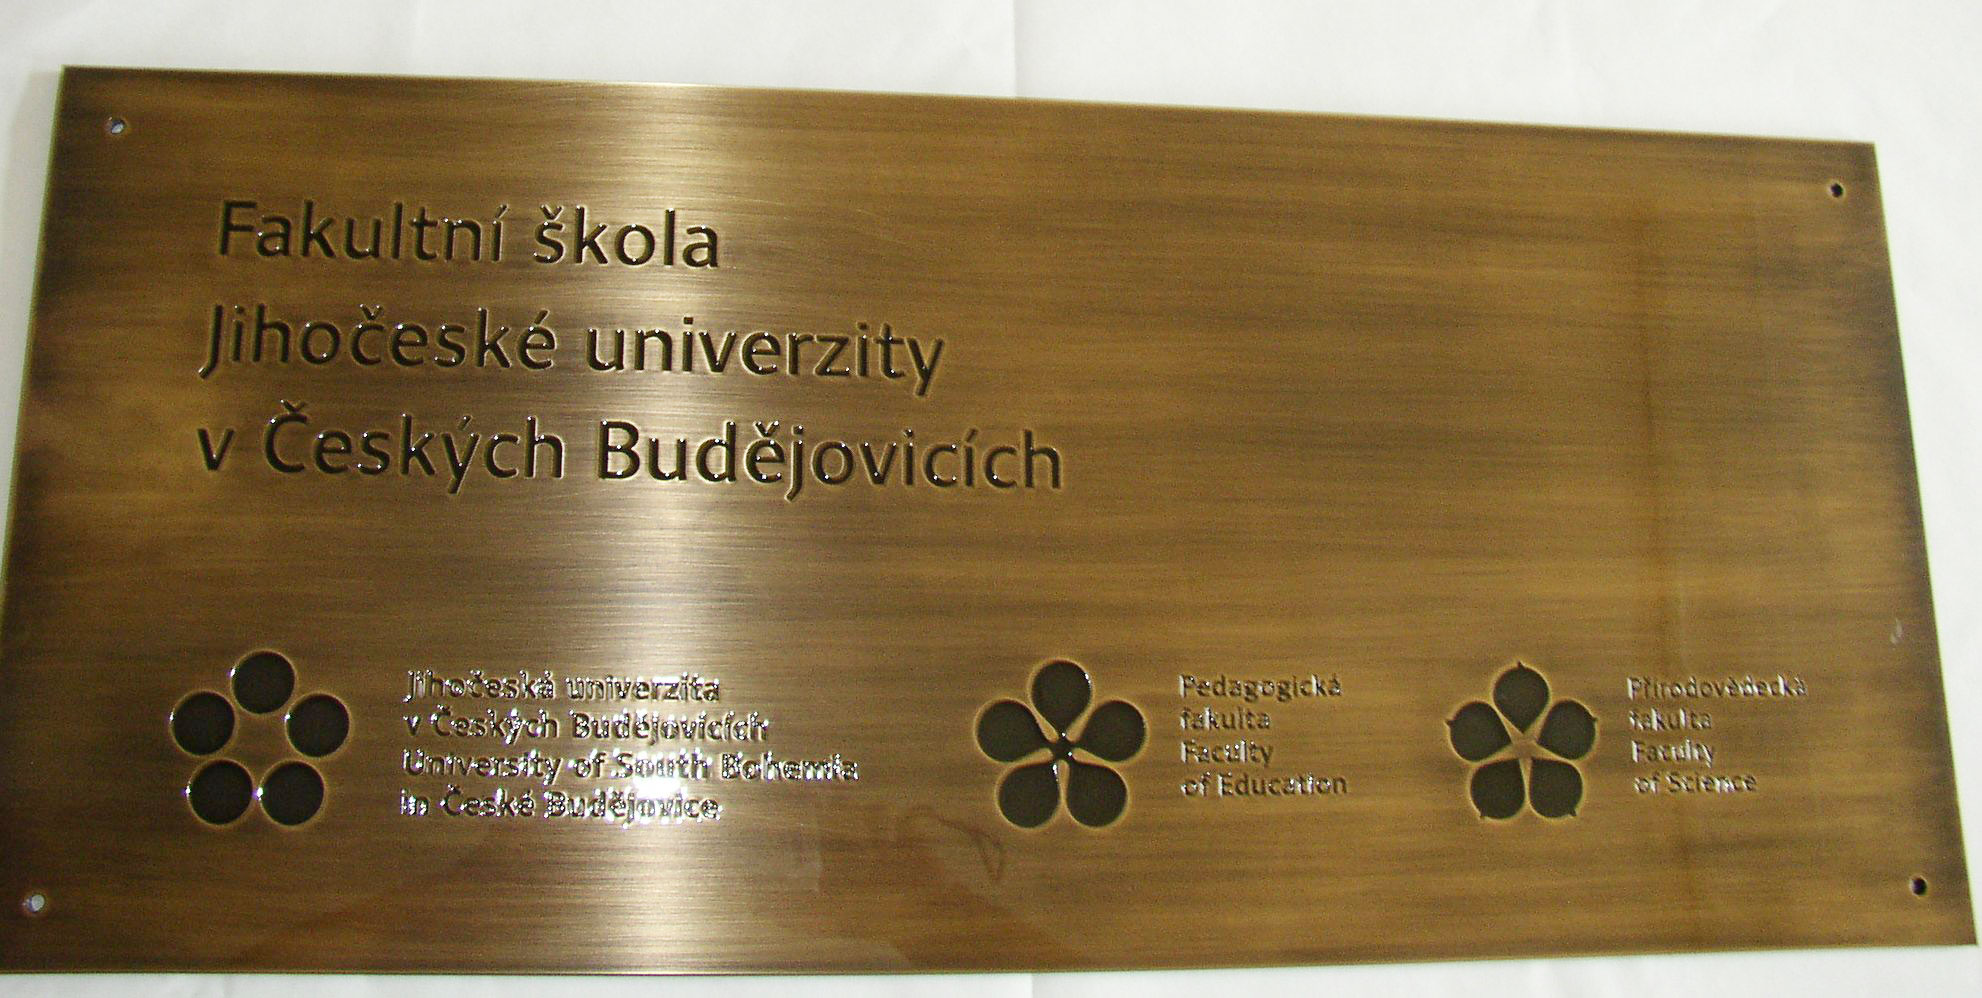 Fakultní škola
Jihočeské univerzity
v Českých Budějovicích
Jihočeská univerzita
v Českých Budějovicích
University of South Bohemia
in České Budějovice
Pedagogická
fakulta
Faculty
of Education
Přírodovědecká
fakulta
Faculty
of Science